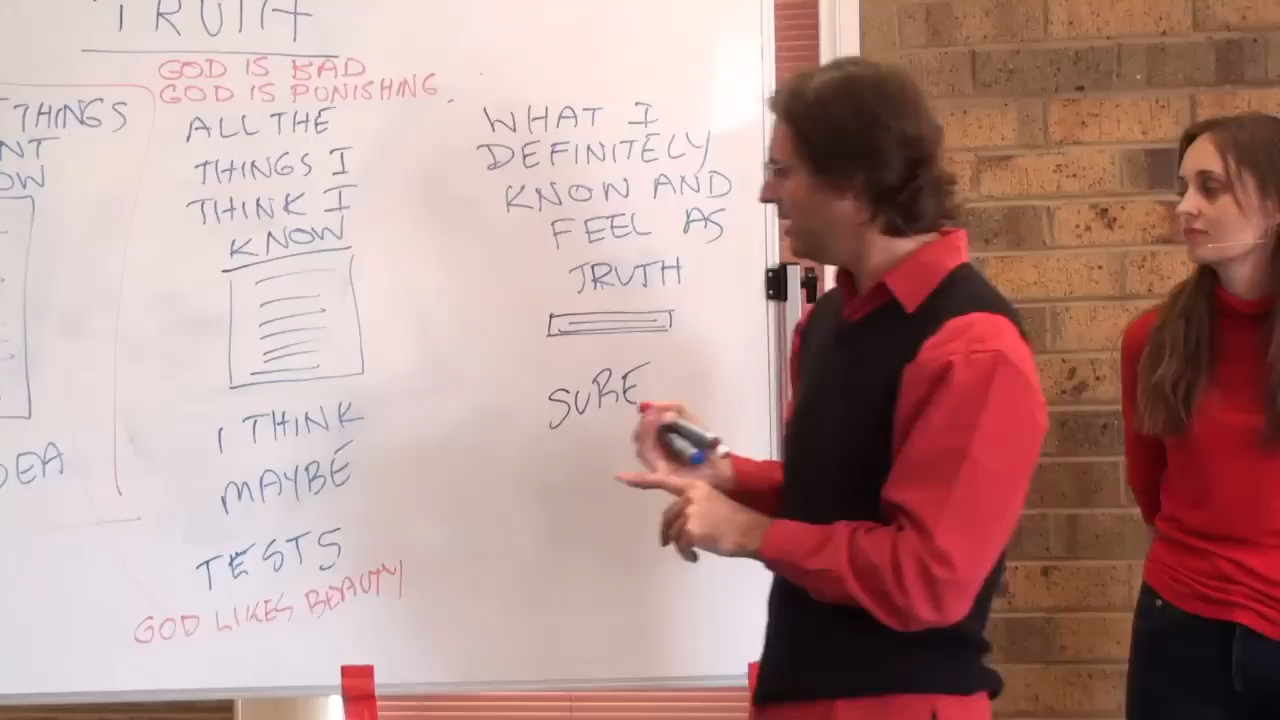 TRUTH
GOD IS BAD
GOD IS PUNISHING.
THINGS
NT
OW
DEA
ALL THE
THINGS I
THINK I
KNOW
I THINK
MAYBE
TESTS
GOD LIKES BEAUTY
WHAT I
DEFINITELY
KNOW AND
FEEL AS
TRUTH
SURE